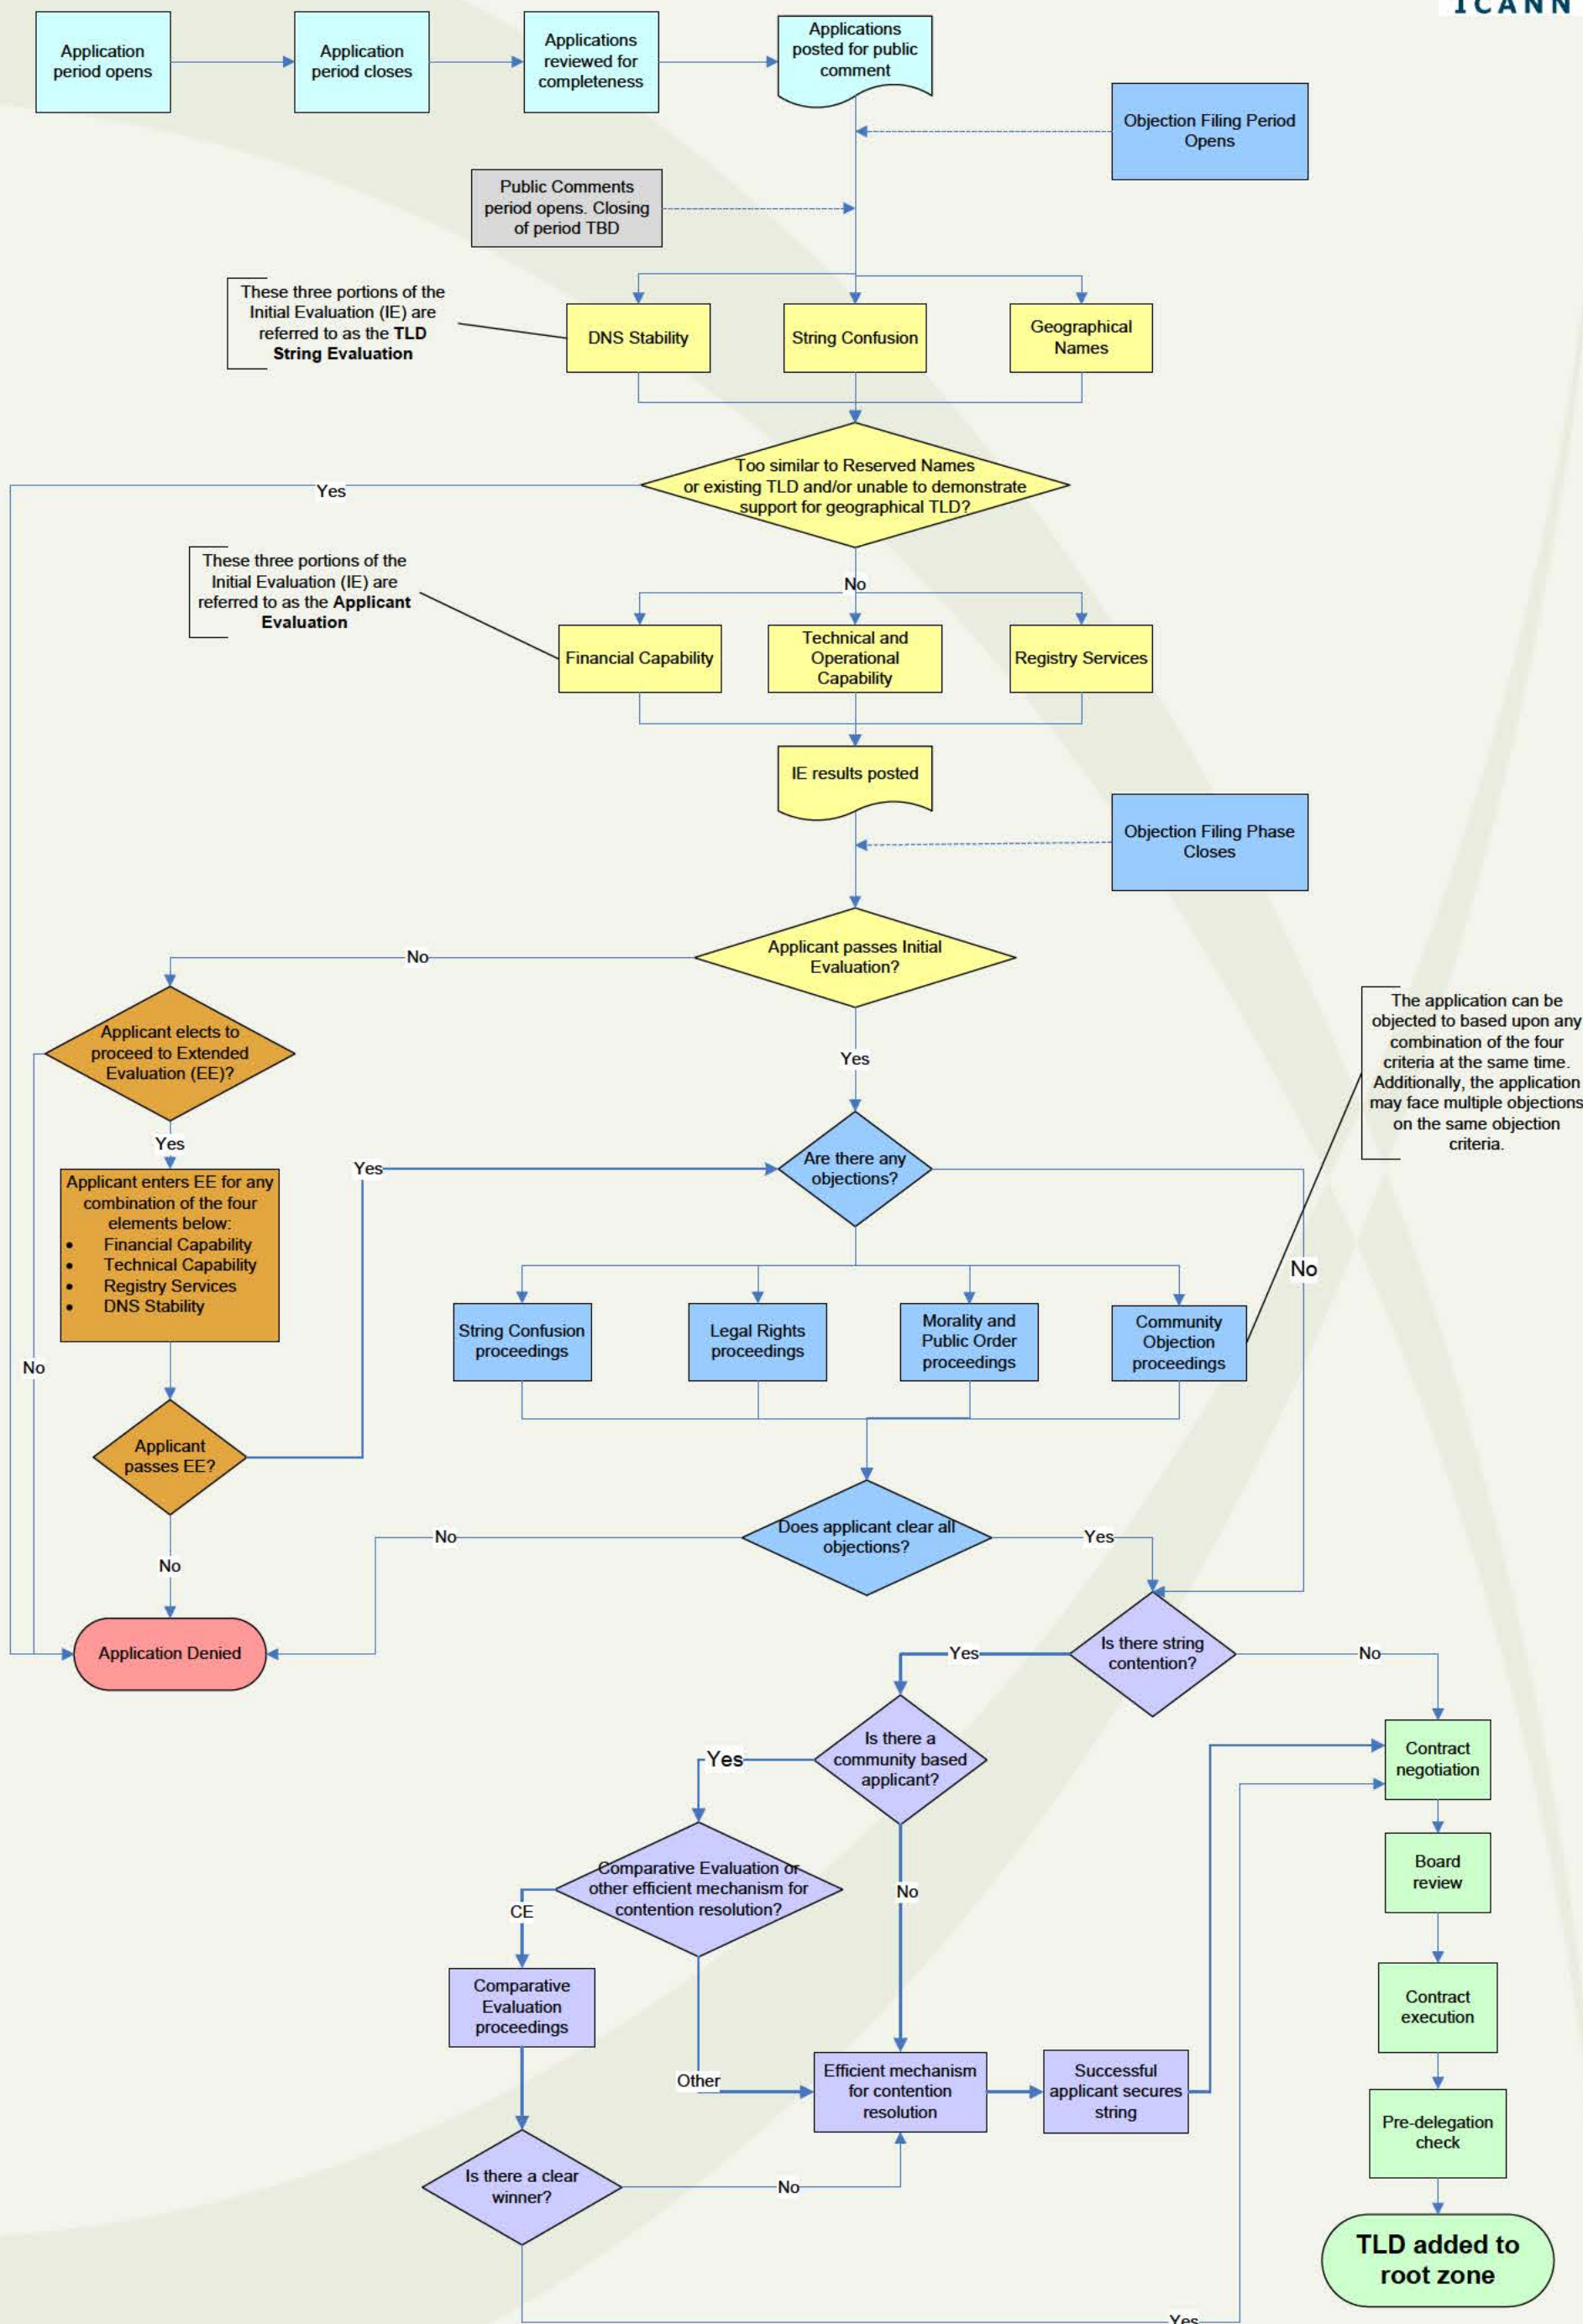 ICANN
Application
period opens
Application
period closes
Applications
reviewed for
completeness
Applications
posted for public
comment
Objection Filing Period
Opens
Public Comments
period opens. Closing
of period TBD
These three portions of the
Initial Evaluation (IE) are
referred to as the TLD
String Evaluation
DNS Stability
String Confusion
Geographical
Names
Too similar to Reserved Names
or existing TLD and/or unable to demonstrate
support for geographical TLD?
Yes
No
These three portions of the
Initial Evaluation (IE) are
referred to as the Applicant
Evaluation
Financial Capability
Technical and
Operational
Capability
Registry Services
IE results posted
Objection Filing Phase
Closes
Applicant passes Initial
Evaluation?
No
Yes
Applicant elects to
proceed to Extended
Evaluation (EE)?
Yes
No
The application can be
objected to based upon any
combination of the four
criteria at the same time.
Additionally, the application
may face multiple objections
on the same objection
criteria.
Applicant enters EE for any
combination of the four
elements below:
• Financial Capability
• Technical Capability
• Registry Services
• DNS Stability
Yes
Are there any
objections?
No
String Confusion
proceedings
Legal Rights
proceedings
Morality and
Public Order
proceedings
Community
Objection
proceedings
Applicant
passes EE?
No
Does applicant clear all
objections?
No
Yes
Application Denied
Is there string
contention?
Yes
No
Is there a
community based
applicant?
Yes
No
Contract
negotiation
Comparative Evaluation or
other efficient mechanism for
contention resolution?
CE
Other
Board
review
Comparative
Evaluation
proceedings
Contract
execution
Efficient mechanism
for contention
resolution
Successful
applicant secures
string
Pre-delegation
check
Is there a clear
winner?
No
Yes
TLD added to
root zone